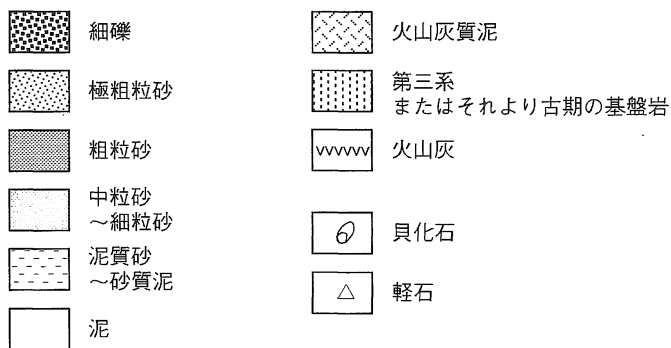 細礫
極粗粒砂
粗粒砂
中粒砂
～細粒砂
泥質砂
～砂質泥
泥
火山灰質泥
第三系
またはそれより古期の基盤岩
火山灰
貝化石
軽石